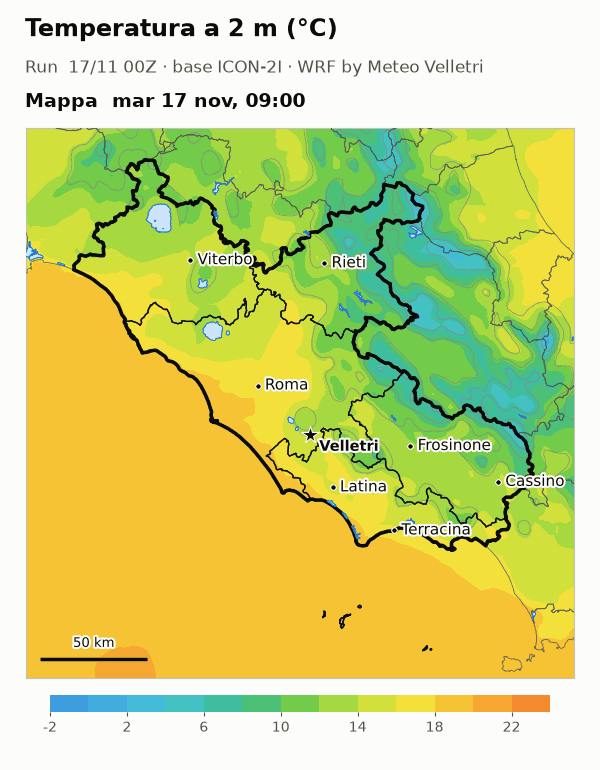 Temperatura a 2 m (°C)
Run 17/11 00Z · base ICON-2I · WRF by Meteo Velletri
Mappa mar 17 nov, 09:00
Viterbo
Rieti
Roma
Velletri
Frosinone
Latina
Cassino
Terracina
50 km
-2 2 6 10 14 18 22